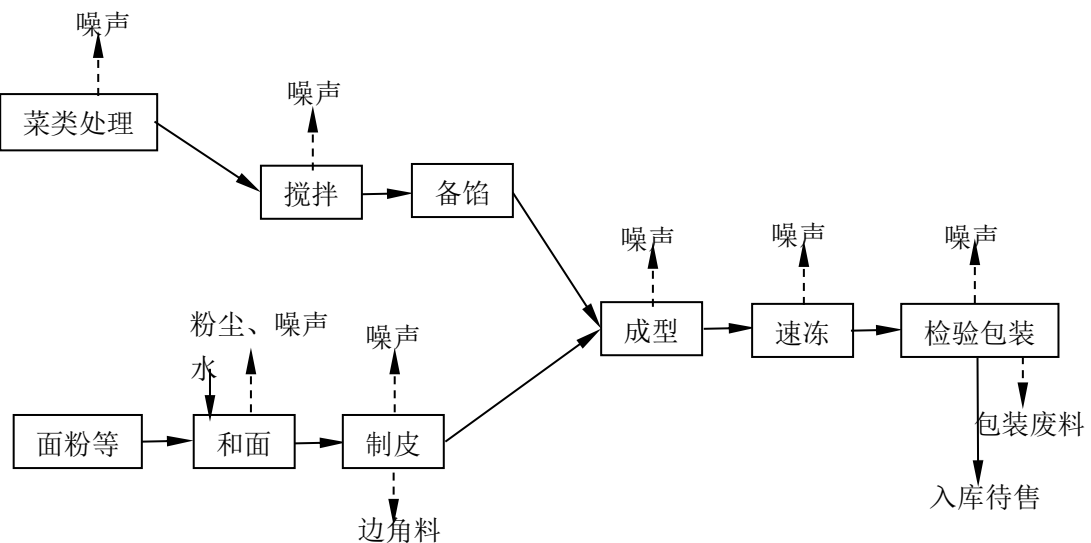 噪声
菜类处理
噪声
搅拌
备馅
噪声
噪声
噪声
成型
速冻
检验包装
粉尘、噪声
水
噪声
面粉等
和面
制皮
包装废料
入库待售
边角料